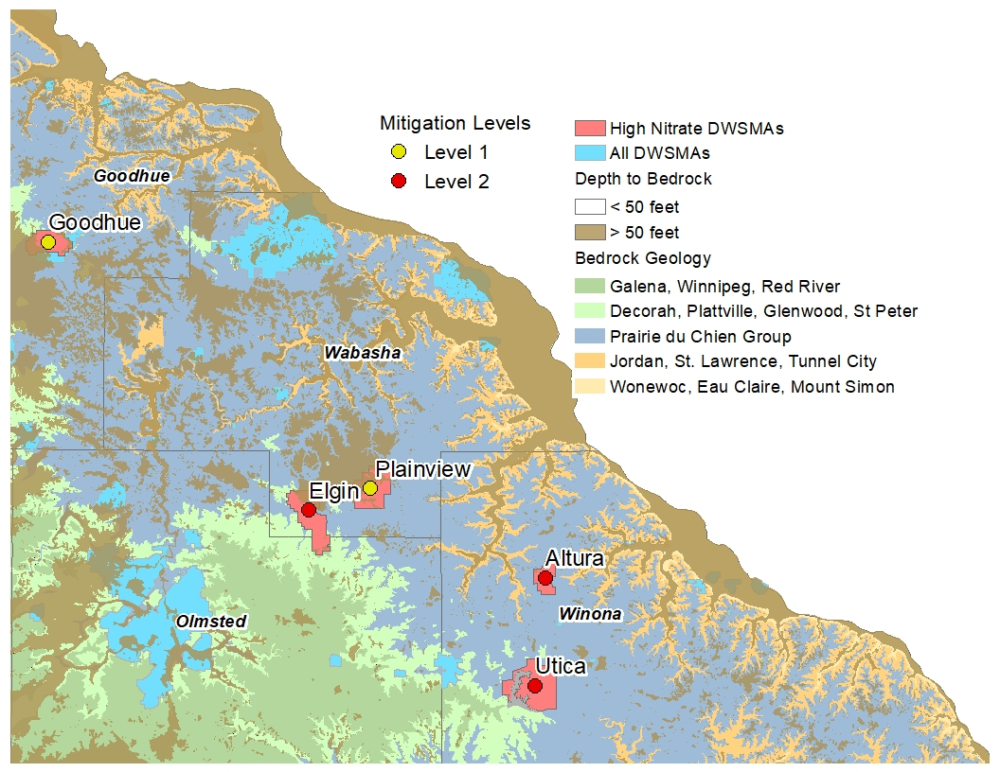 Mitigation Levels
Level 1
Level 2
High Nitrate DWSMAs
All DWSMAs
Depth to Bedrock
< 50 feet
> 50 feet
Bedrock Geology
Galena, Winnipeg, Red River
Decorah, Plattville, Glenwood, St Peter
Prairie du Chien Group
Jordan, St. Lawrence, Tunnel City
Wonewoc, Eau Claire, Mount Simon
Goodhue
Goodhue
Wabasha
Plainview
Elgin
Altura
Winona
Olmsted
Utica